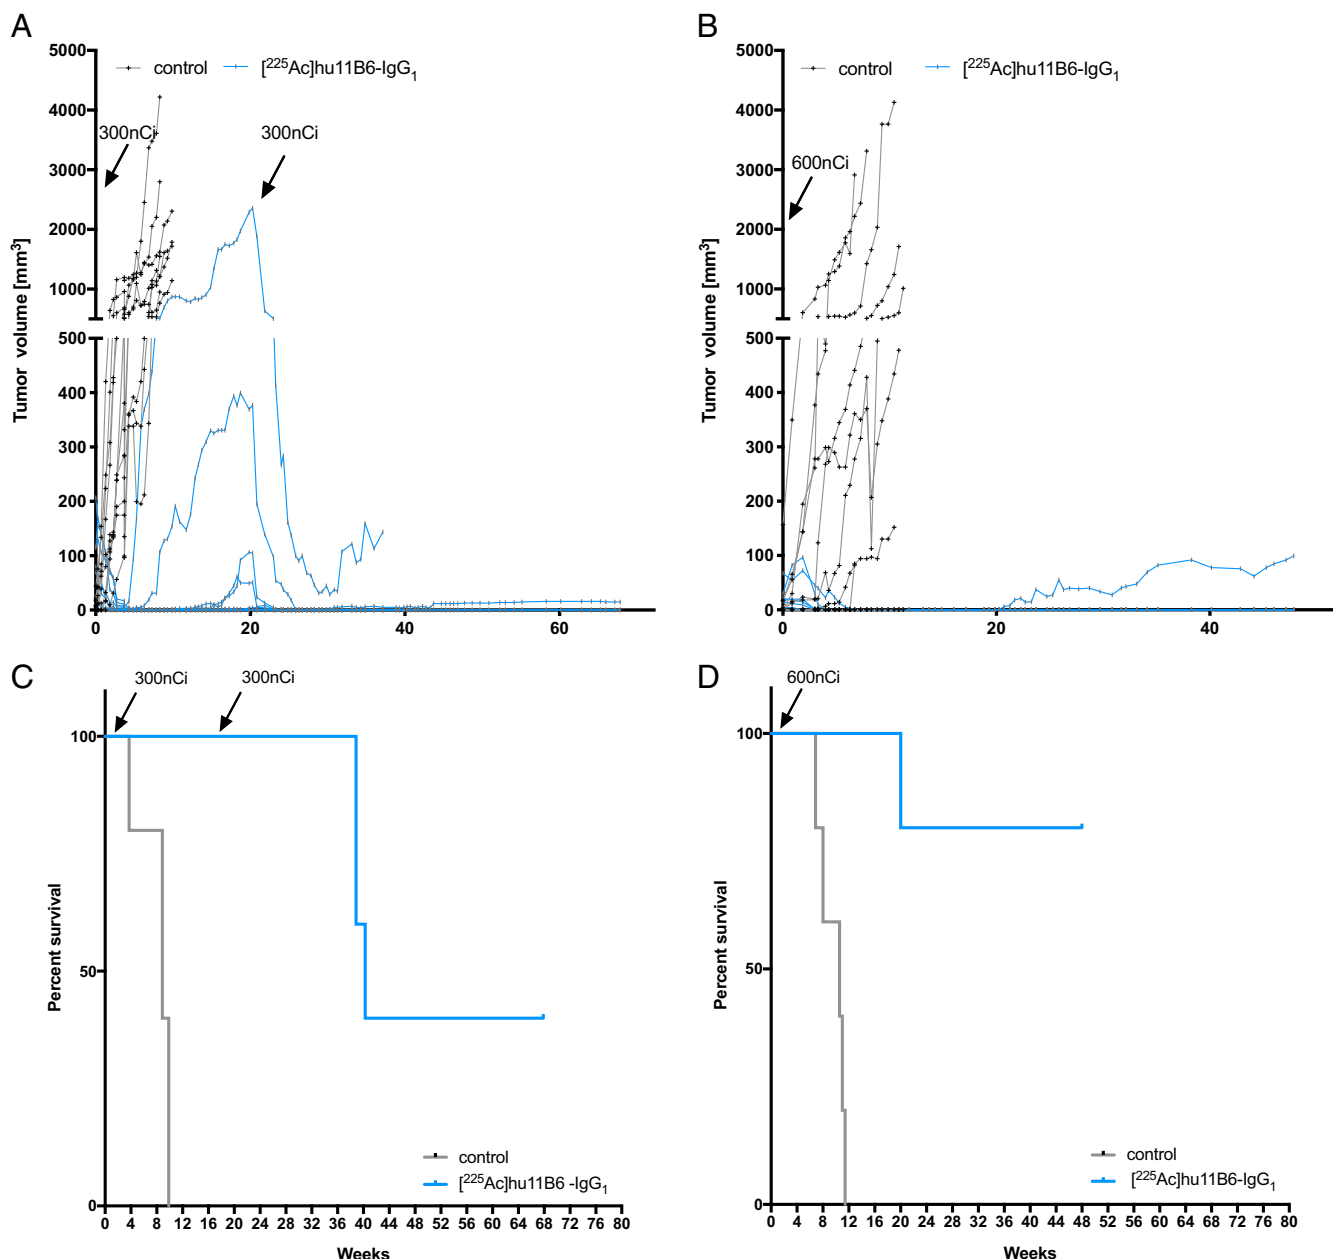 A
5000
4000
3000
2000
1000
500
400
300
200
100
0
Tumor volume [mm³]
control
[²²⁵Ac]hu11B6-IgG₁
300nCi
300nCi
0
20
40
60
B
5000
4000
3000
2000
1000
500
400
300
200
100
0
Tumor volume [mm³]
control
[²²⁵Ac]hu11B6-IgG₁
600nCi
0
20
40
C
300nCi
300nCi
100
50
0
Percent survival
control
[²²⁵Ac]hu11B6 -IgG₁
0 4 8 12 16 20 24 28 32 36 40 44 48 52 56 60 64 68 72 76 80
Weeks
D
600nCi
100
50
0
Percent survival
control
[²²⁵Ac]hu11B6-IgG₁
0 4 8 12 16 20 24 28 32 36 40 44 48 52 56 60 64 68 72 76 80
Weeks